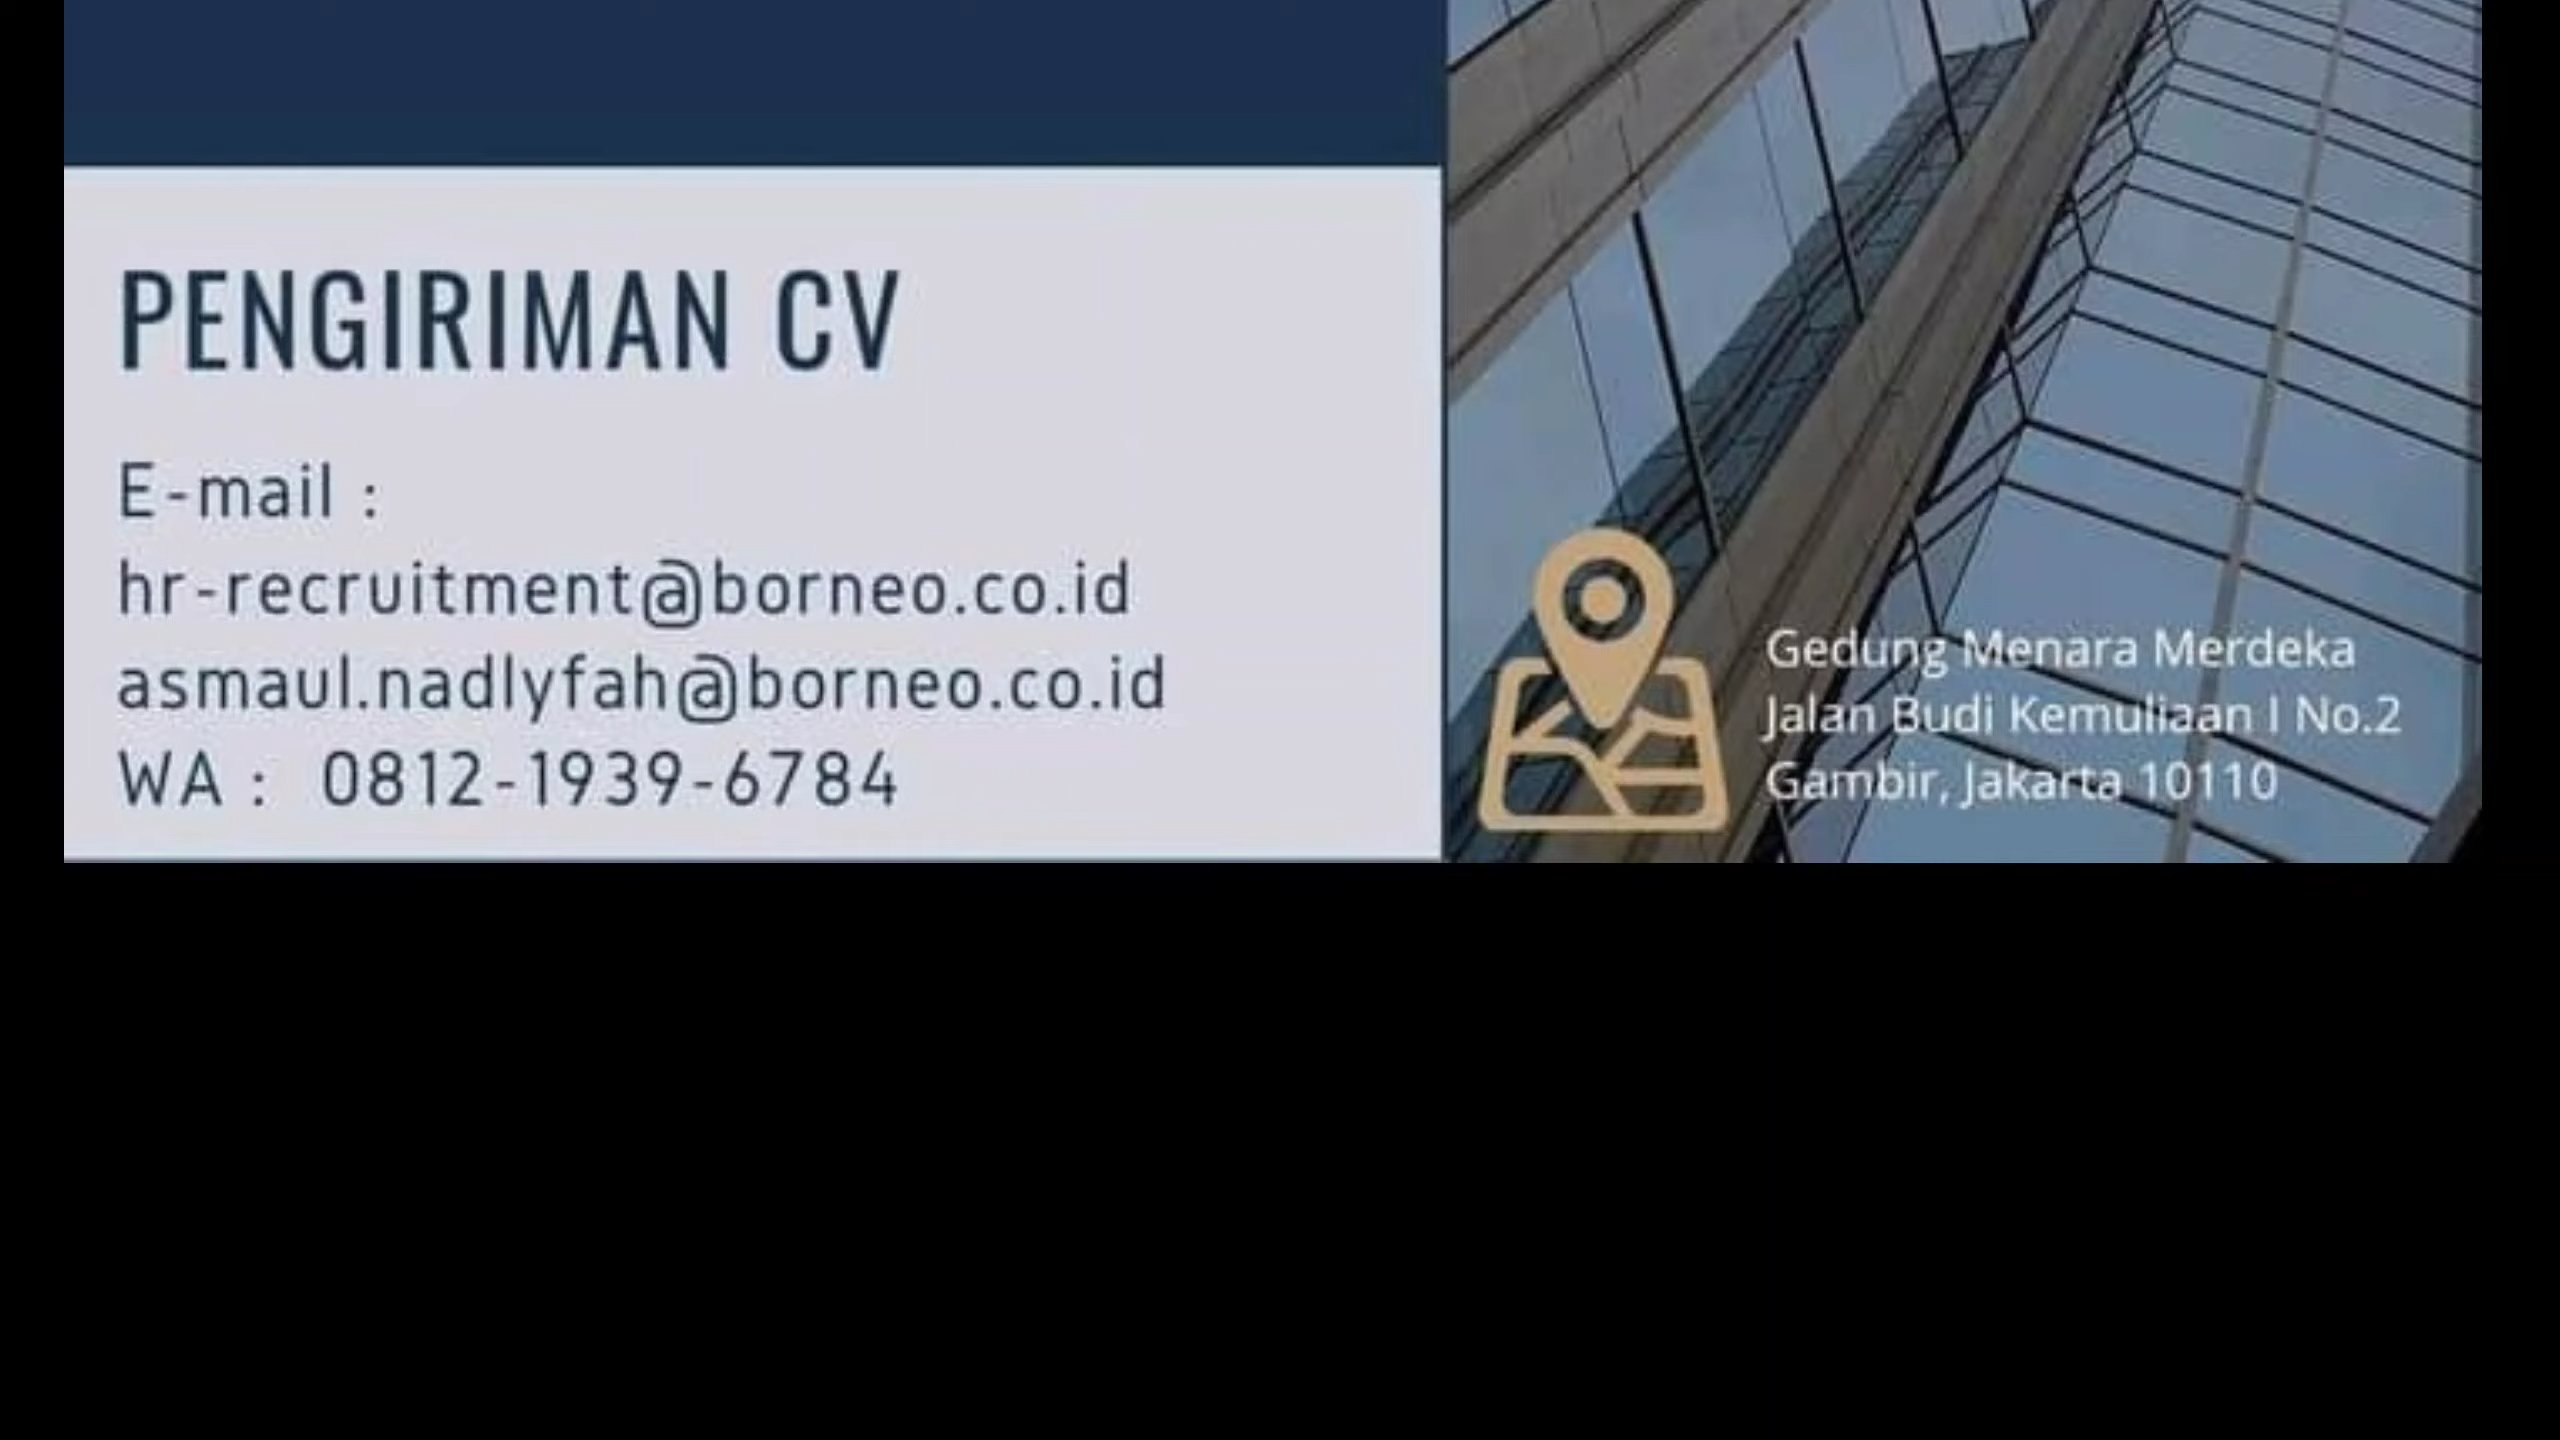 PENGIRIMAN CV
E-mail :
hr-recruitment@borneo.co.id
asmaul.nadlyfah@borneo.co.id
WA : 0812-1939-6784
Gedung Menara Merdeka
Jalan Budi Kemuliaan I No.2
Gambir, Jakarta 10110